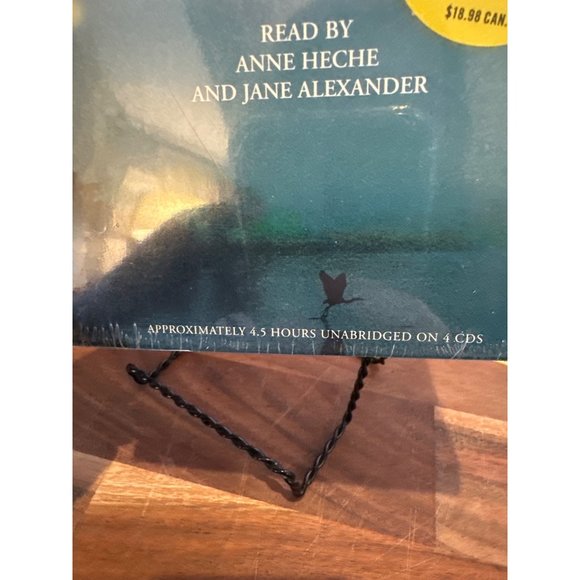 $18.98 CAN.
READ BY
ANNE HECHE
AND JANE ALEXANDER
APPROXIMATELY 4.5 HOURS UNABRIDGED ON 4 CDS